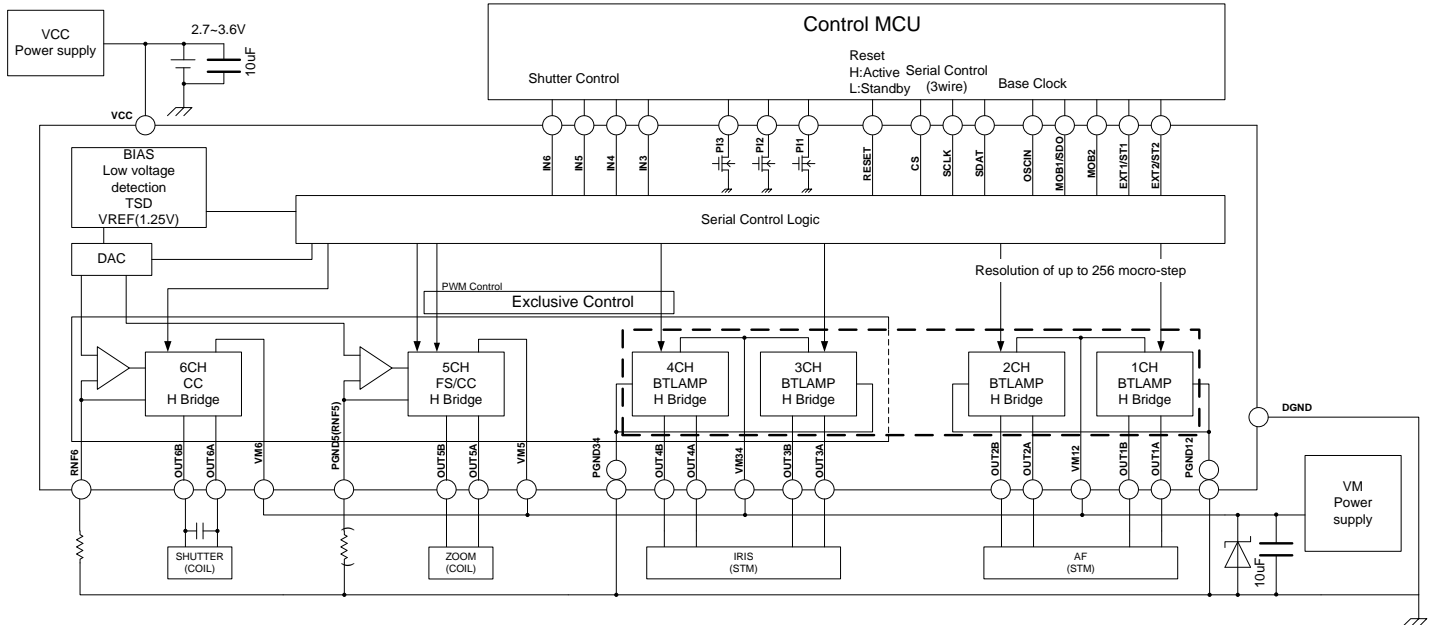 VCC
Power supply
2.7~3.6V
10uF
Control MCU
Shutter Control
Reset
H:Active
L:Standby
Serial Control
(3wire)
Base Clock
VCC
IN6
IN5
IN4
IN3
PI3
PI2
PI1
RESET
CS
SCLK
SDAT
OSCIN
MOB1/SDO
MOB2
EXT1/ST1
EXT2/ST2
BIAS
Low voltage
detection
TSD
VREF(1.25V)
Serial Control Logic
DAC
Resolution of up to 256 mocro-step
PWM Control
Exclusive Control
6CH
CC
H Bridge
5CH
FS/CC
H Bridge
4CH
BTLAMP
H Bridge
3CH
BTLAMP
H Bridge
2CH
BTLAMP
H Bridge
1CH
BTLAMP
H Bridge
DGND
RNF6
OUT6B
OUT6A
VM6
PGND5(RNF5)
OUT5B
OUT5A
VM5
PGND34
OUT4B
OUT4A
VM34
OUT3B
OUT3A
OUT2B
OUT2A
VM12
OUT1B
OUT1A
PGND12
VM
Power
supply
SHUTTER
(COIL)
ZOOM
(COIL)
IRIS
(STM)
AF
(STM)
10uF